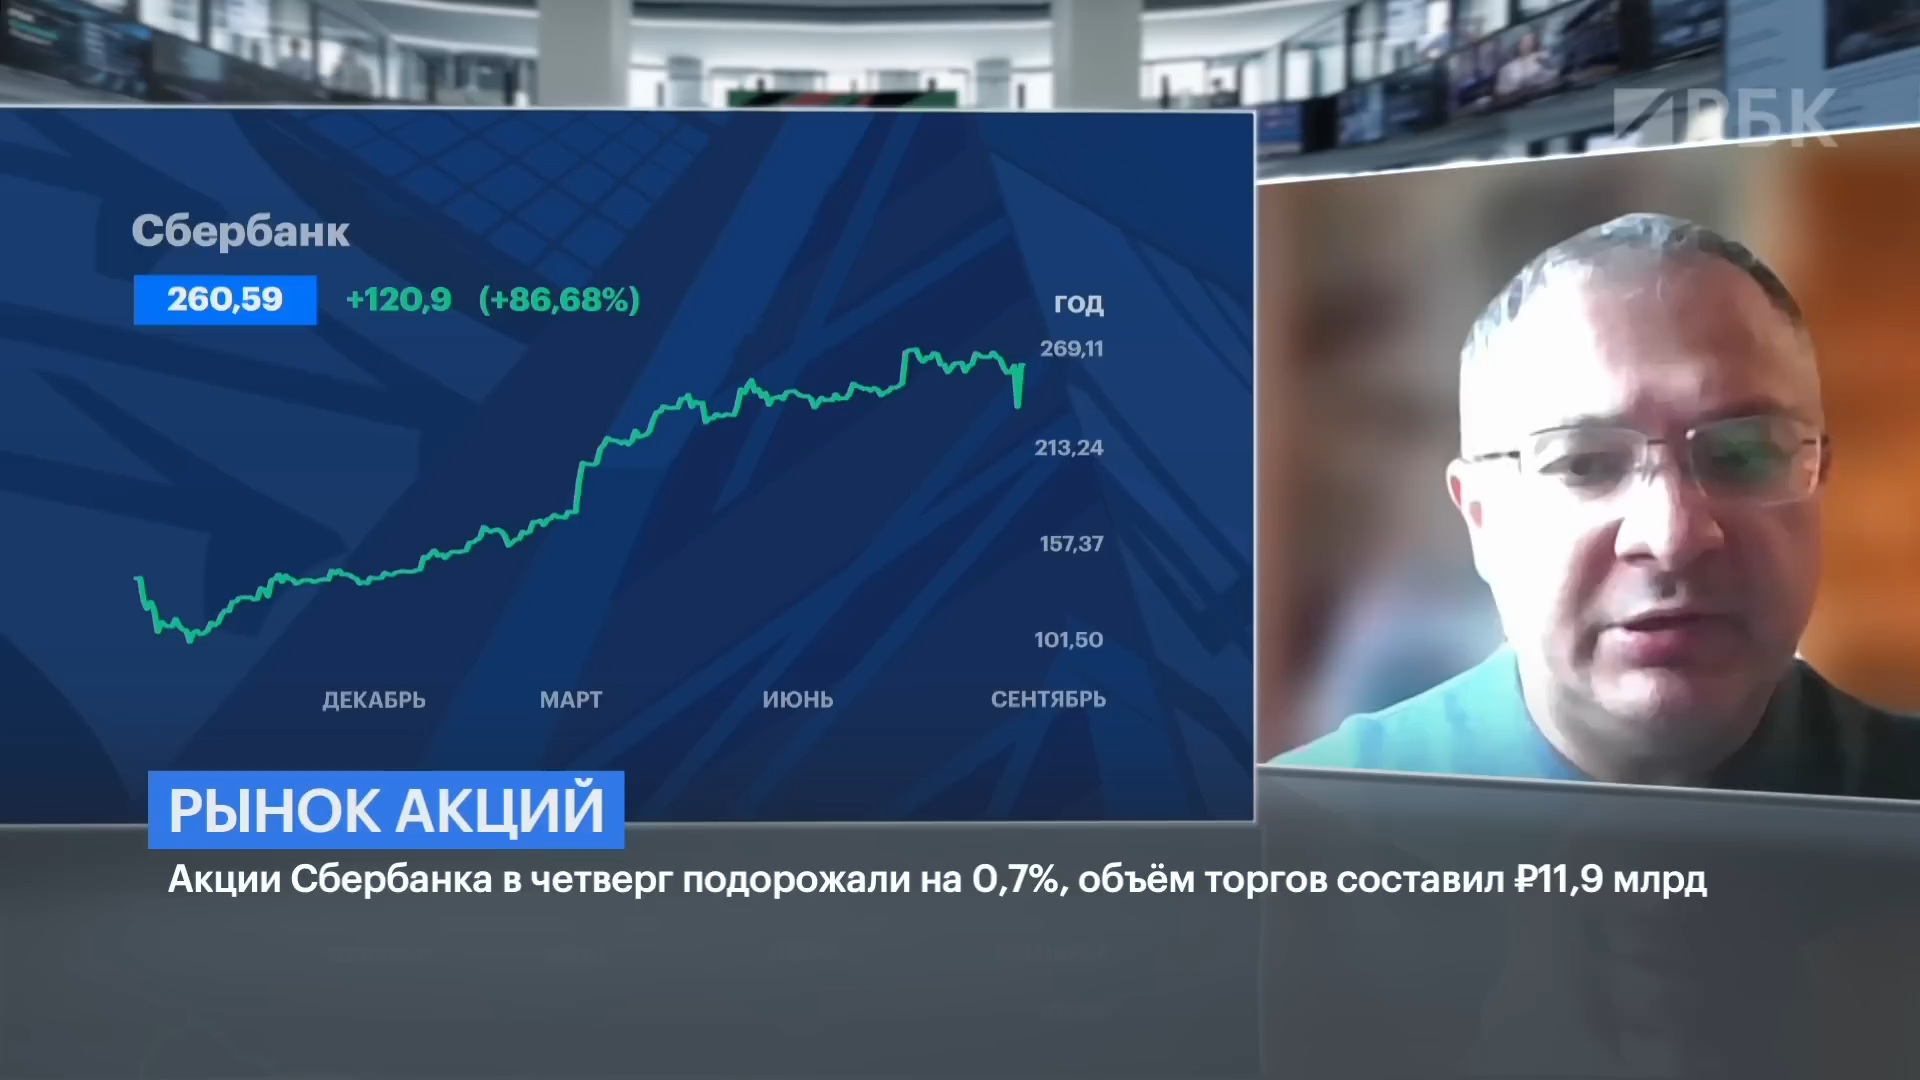 РБК
Сбербанк
260,59 +120,9 (+86,68%)
ГОД
269,11
213,24
157,37
101,50
ДЕКАБРЬ МАРТ ИЮНЬ СЕНТЯБРЬ
РЫНОК АКЦИЙ
Акции Сбербанка в четверг подорожали на 0,7%, объём торгов составил ₽11,9 млрд